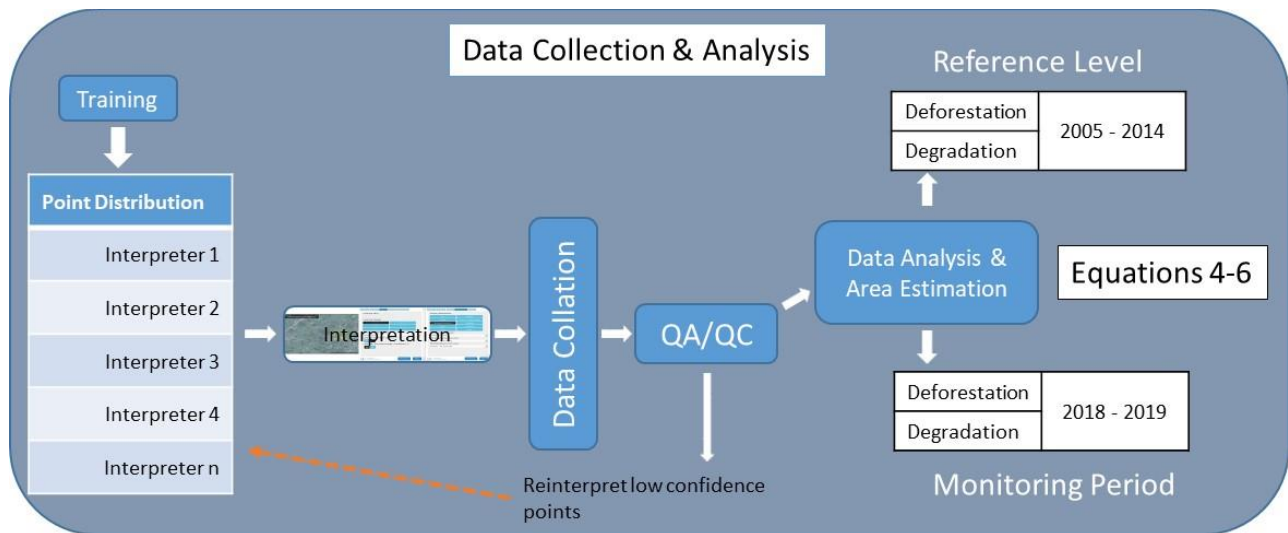 Data Collection & Analysis
Training
Point Distribution
Interpreter 1
Interpreter 2
Interpreter 3
Interpreter 4
Interpreter n
Interpretation
Data Collation
QA/QC
Reinterpret low confidence
points
Data Analysis &
Area Estimation
Equations 4-6
Reference Level
Deforestation
Degradation
2005 - 2014
Deforestation
Degradation
2018 - 2019
Monitoring Period